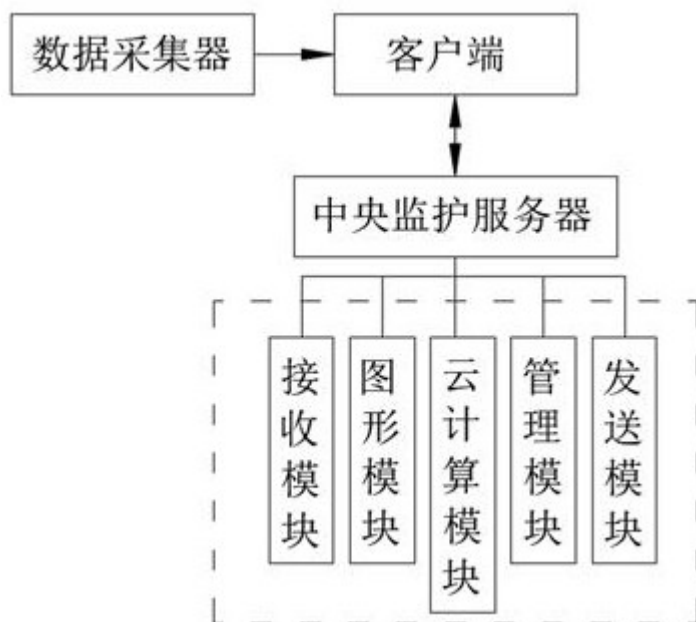 数据采集器
客户端
中央监护服务器
接收模块
图形模块
云计算模块
管理模块
发送模块